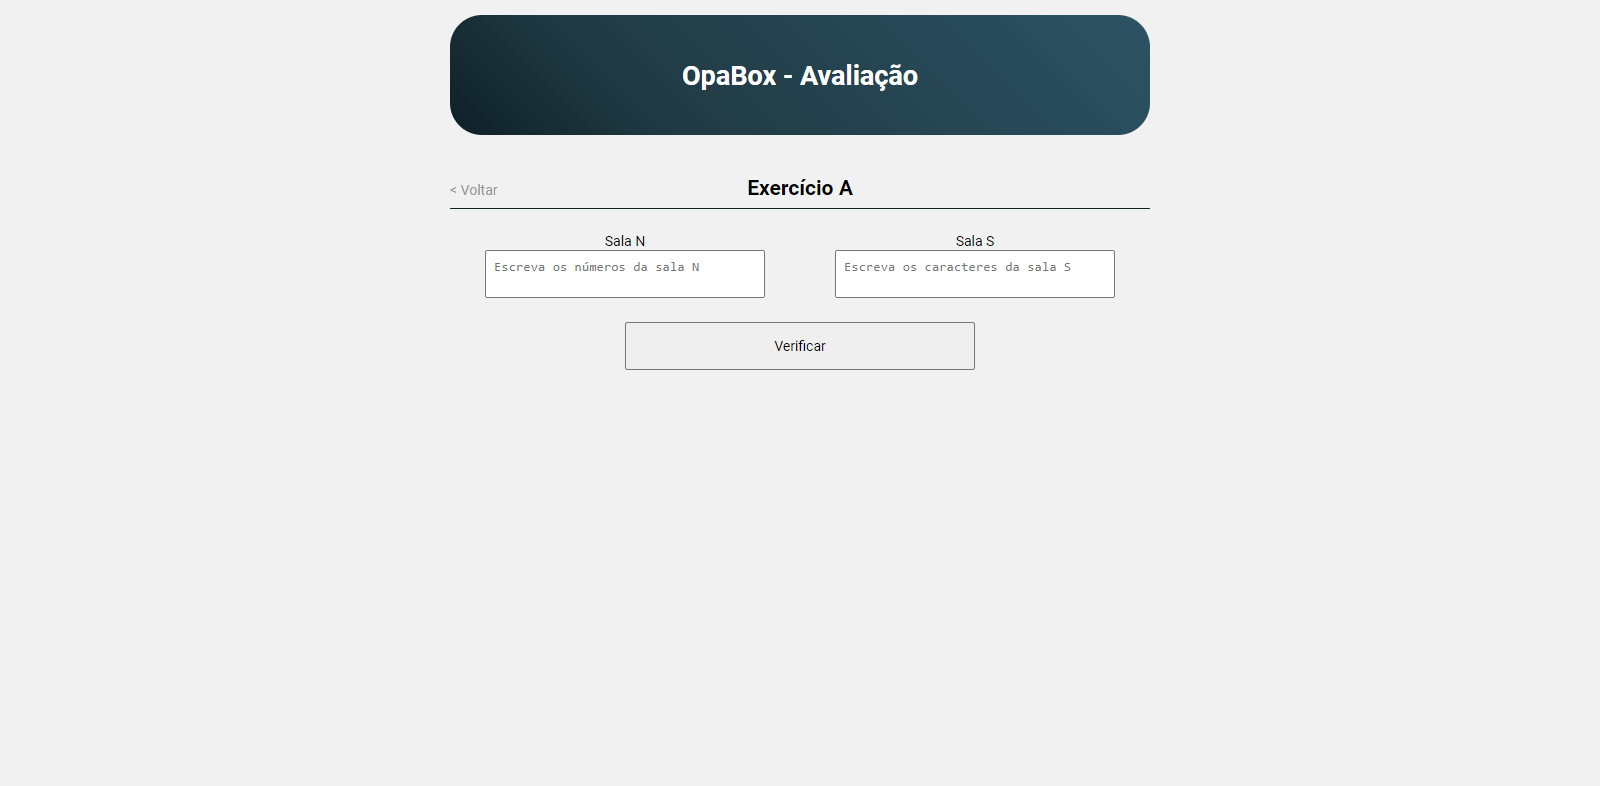 OpaBox - Avaliação
< Voltar
Exercício A
Sala N
Sala S
Escreva os números da sala N
Escreva os caracteres da sala S
Verificar